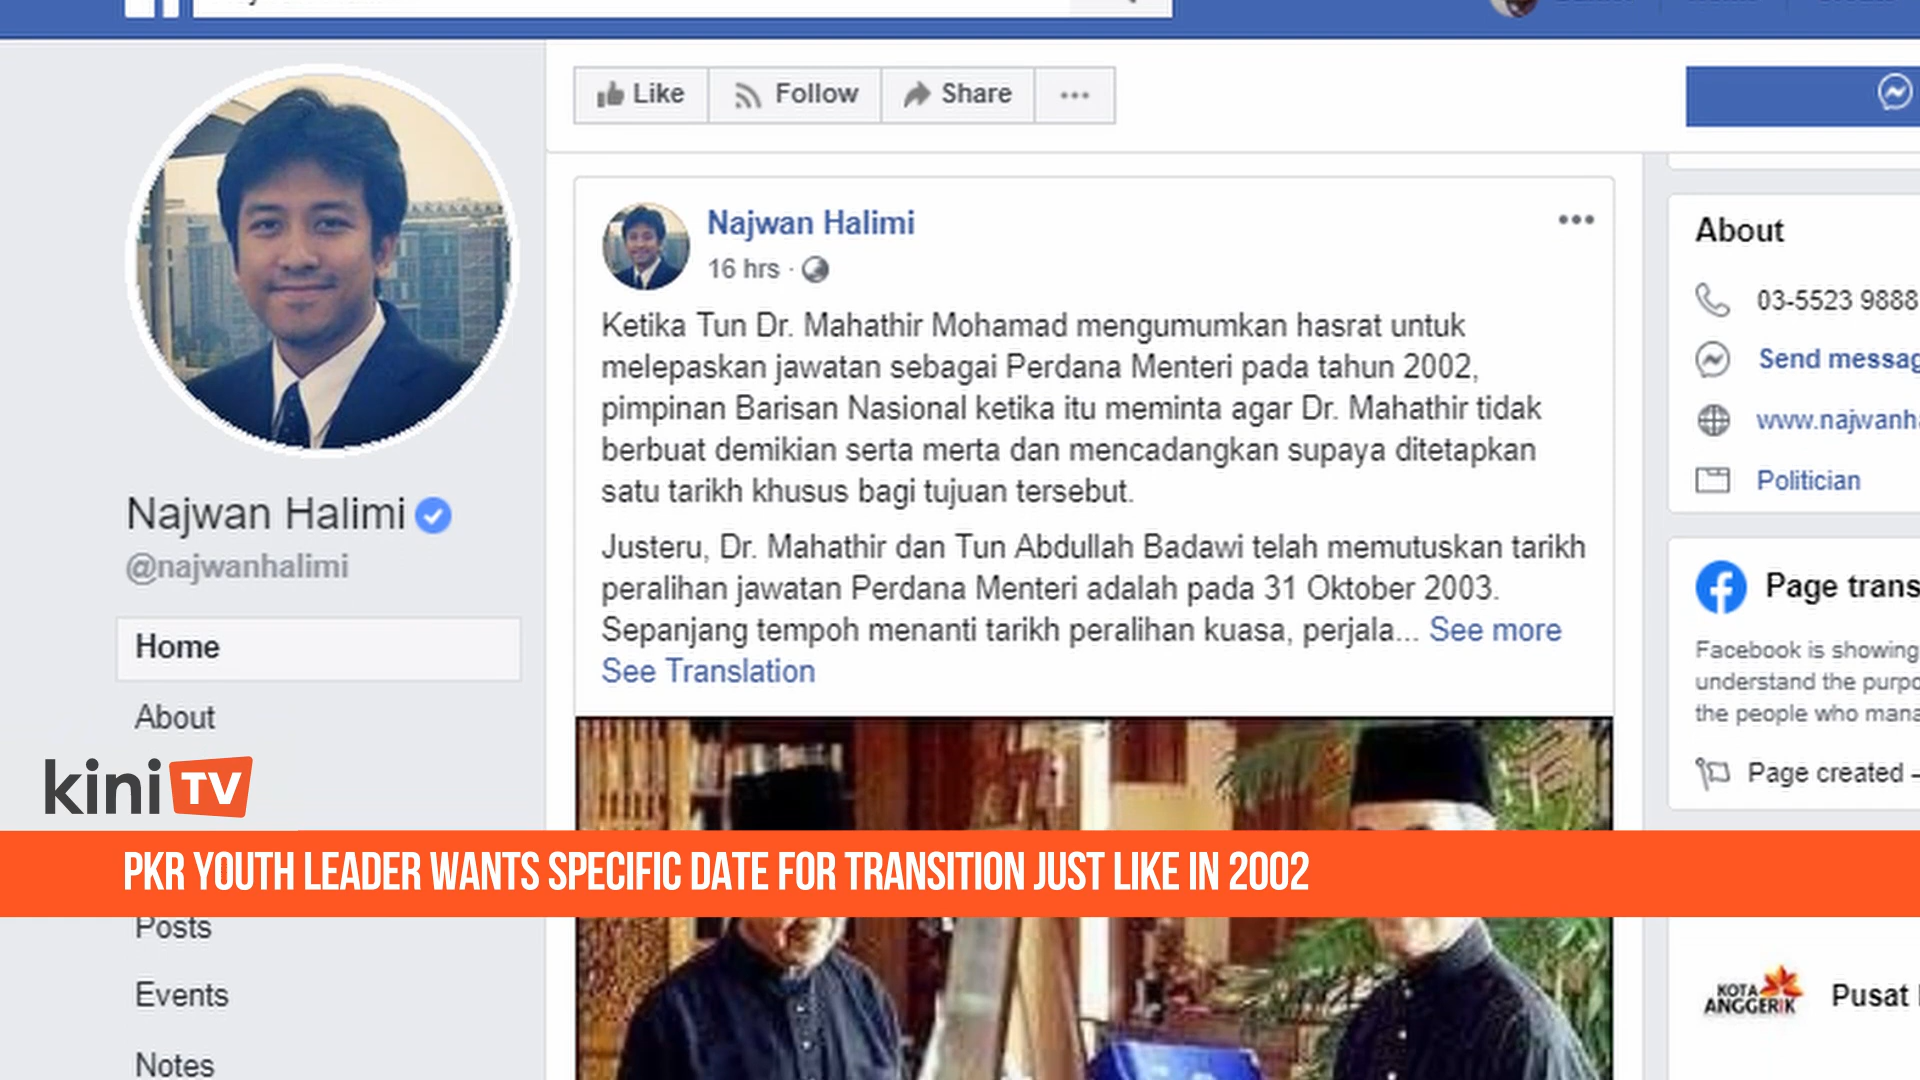 Like
Follow
Share
Najwan Halimi
16 hrs ·
Ketika Tun Dr. Mahathir Mohamad mengumumkan hasrat untuk
melepaskan jawatan sebagai Perdana Menteri pada tahun 2002,
pimpinan Barisan Nasional ketika itu meminta agar Dr. Mahathir tidak
berbuat demikian serta merta dan mencadangkan supaya ditetapkan
satu tarikh khusus bagi tujuan tersebut.
Justeru, Dr. Mahathir dan Tun Abdullah Badawi telah memutuskan tarikh
peralihan jawatan Perdana Menteri adalah pada 31 Oktober 2003.
Sepanjang tempoh menanti tarikh peralihan kuasa, perjala... See more
See Translation
Najwan Halimi
@najwanhalimi
Home
About
Posts
Events
Notes
About
03-5523 9888
Send messag
www.najwanha
Politician
Page trans
Facebook is showing
understand the purpo
the people who mana
Page created -
KOTA
ANGGERIK
Pusat
kini TV
PKR YOUTH LEADER WANTS SPECIFIC DATE FOR TRANSITION JUST LIKE IN 2002